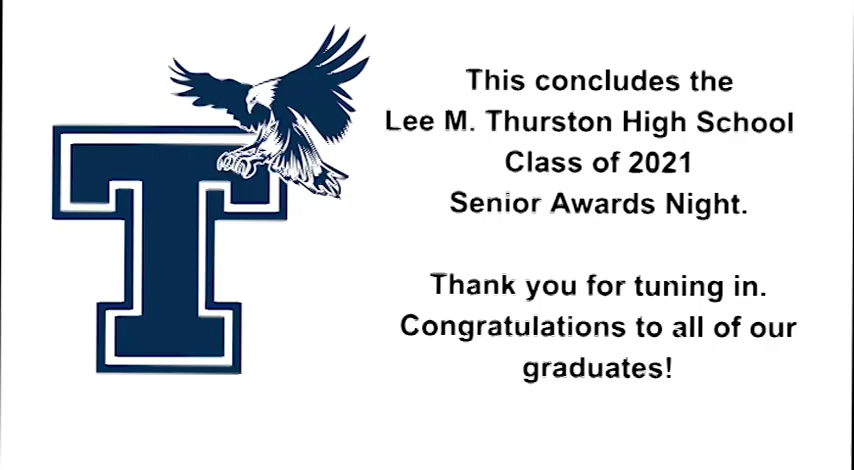 This concludes the
Lee M. Thurston High School
Class of 2021
Senior Awards Night.
Thank you for tuning in.
Congratulations to all of our
graduates!
T